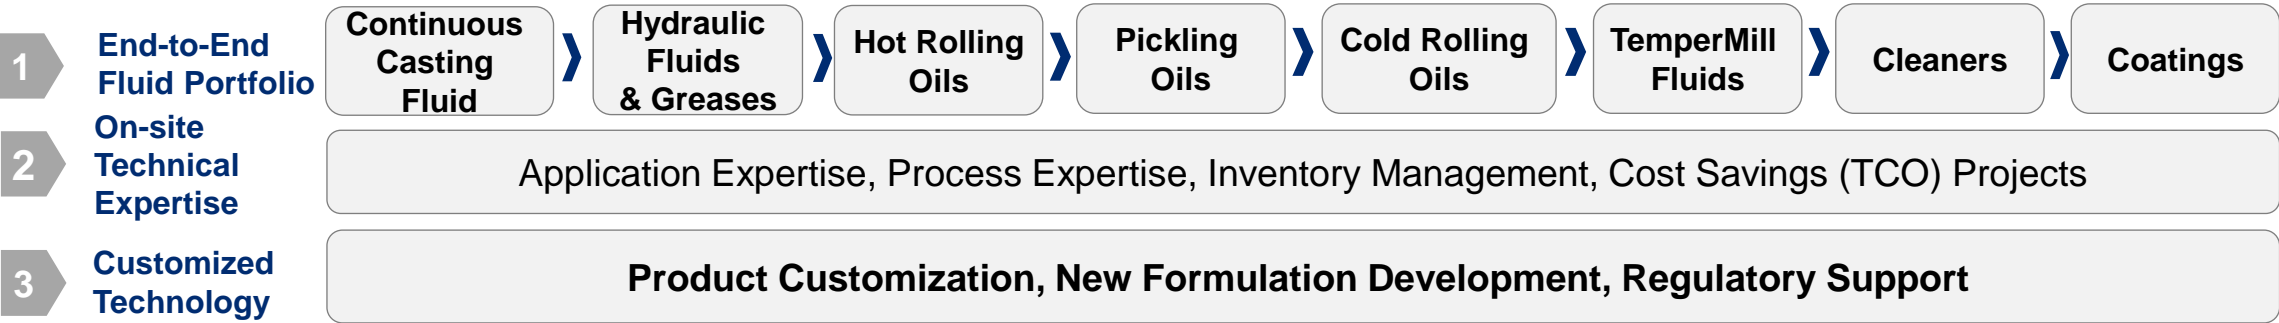 1
End-to-End
Fluid Portfolio
Continuous
Casting
Fluid
Hydraulic
Fluids
& Greases
Hot Rolling
Oils
Pickling
Oils
Cold Rolling
Oils
TemperMill
Fluids
Cleaners
Coatings
2
On-site
Technical
Expertise
Application Expertise, Process Expertise, Inventory Management, Cost Savings (TCO) Projects
3
Customized
Technology
Product Customization, New Formulation Development, Regulatory Support